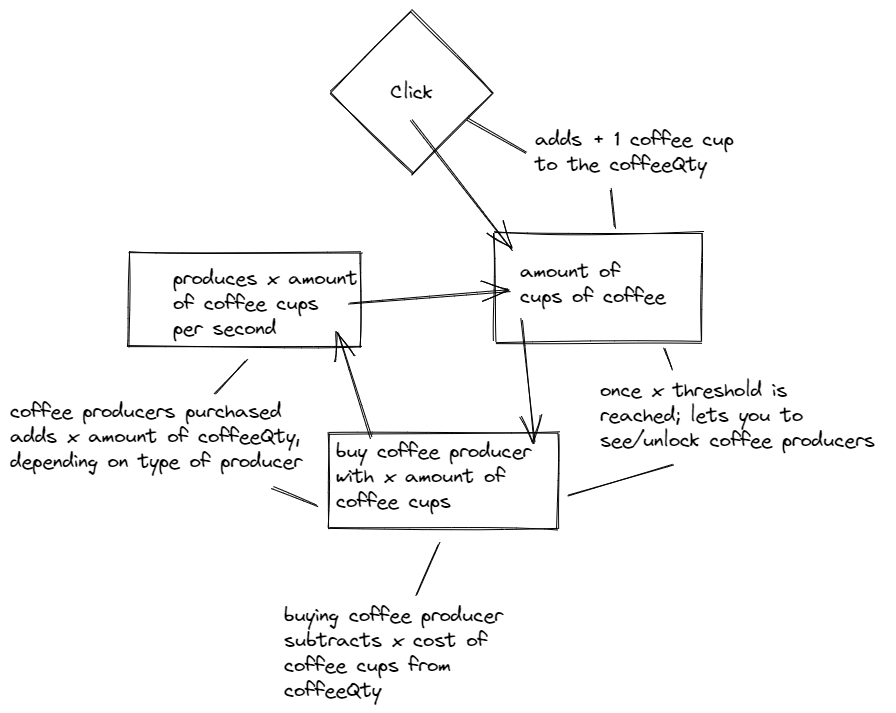 Click
adds + 1 coffee cup
to the coffeeQty
produces x amount
of coffee cups
per second
amount of
cups of coffee
coffee producers purchased
adds x amount of coffeeQty,
depending on type of producer
once x threshold is
reached; lets you to
see/unlock coffee producers
buy coffee producer
with x amount of
coffee cups
buying coffee producer
subtracts x cost of
coffee cups from
coffeeQty